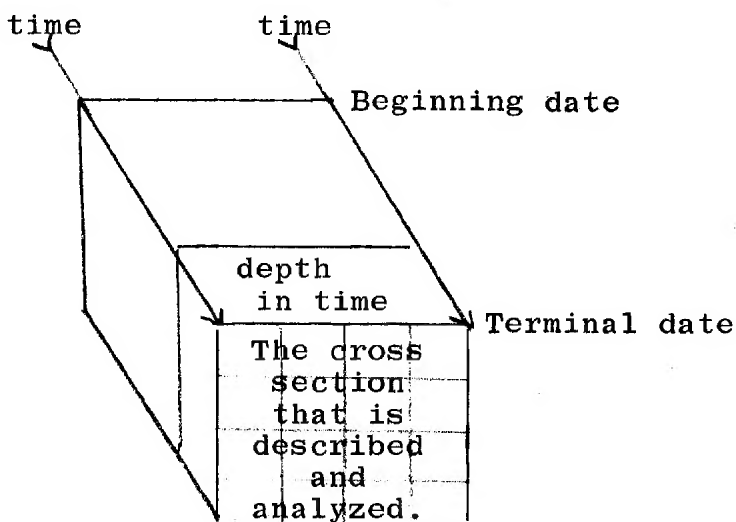 time time
Beginning date
depth
in time
Terminal date
The cross
section
that is
described
and
analyzed.